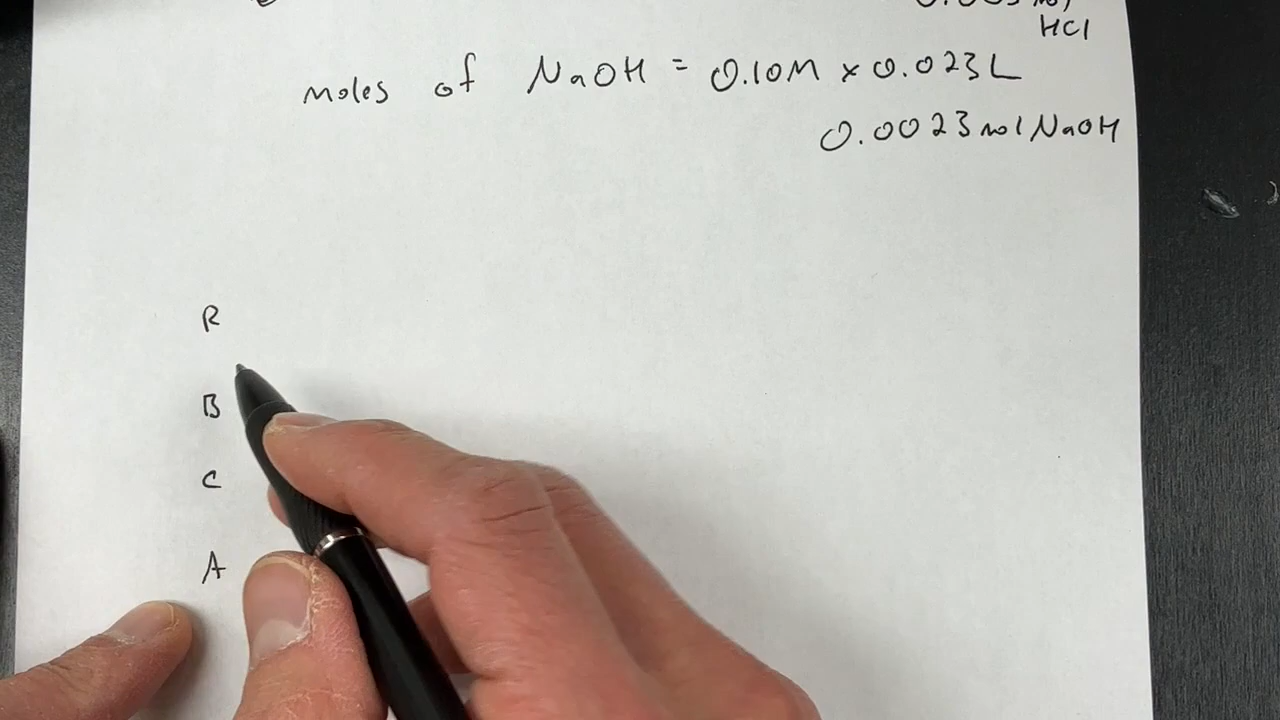 HCl
moles of NaOH = 0.10M × 0.023L
0.0023 mol NaOH
R
B
C
A